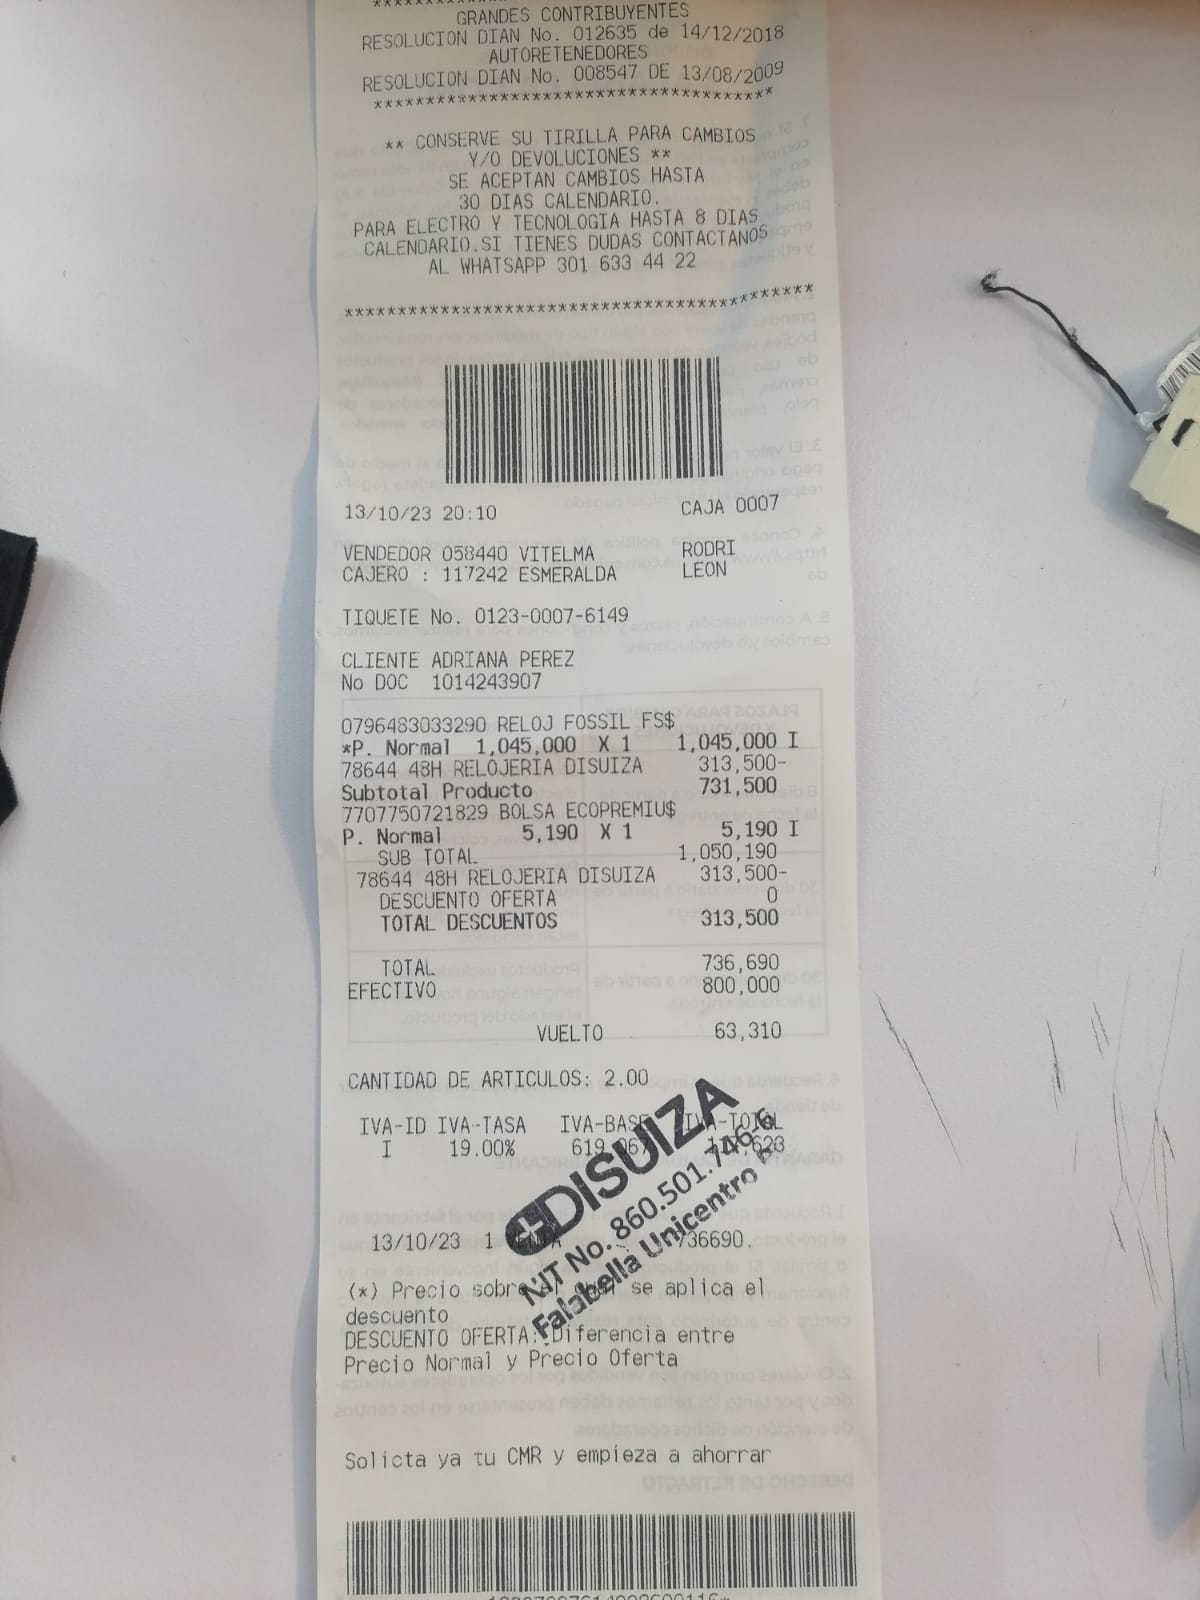 GRANDES CONTRIBUYENTES
RESOLUCION DIAN No. 012635 de 14/12/2018
AUTORETENEDORES
RESOLUCION DIAN No. 008547 DE 13/08/2009
*****************************************
** CONSERVE SU TIRILLA PARA CAMBIOS
Y/O DEVOLUCIONES **
SE ACEPTAN CAMBIOS HASTA
30 DIAS CALENDARIO.
PARA ELECTRO Y TECNOLOGIA HASTA 8 DIAS
CALENDARIO.SI TIENES DUDAS CONTACTANOS
AL WHATSAPP 301 633 44 22
*********************************************
13/10/23 20:10 CAJA 0007
VENDEDOR 058440 VITELMA RODRI
CAJERO : 117242 ESMERALDA LEON
TIQUETE No. 0123-0007-6149
CLIENTE ADRIANA PEREZ
No DOC 1014243907
0796483033290 RELOJ FOSSIL FS$
*P. Normal 1,045,000 X 1 1,045,000 I
78644 48H RELOJERIA DISUIZA 313,500-
Subtotal Producto 731,500
7707750721829 BOLSA ECOPREMIU$
P. Normal 5,190 X 1 5,190 I
SUB TOTAL 1,050,190
78644 48H RELOJERIA DISUIZA 313,500-
DESCUENTO OFERTA 0
TOTAL DESCUENTOS 313,500
TOTAL 736,690
EFECTIVO 800,000
VUELTO 63,310
CANTIDAD DE ARTICULOS: 2.00
IVA-ID IVA-TASA IVA-BASE IVA-TOTAL
I 19.00% 619,067
DISUIZA
NIT No. 860.501.746-6
Falabella Unicentro
13/10/23 1 VENTA 736690.
(*) Precio sobre el cual se aplica el
descuento
DESCUENTO OFERTA: Diferencia entre
Precio Normal y Precio Oferta
Solicta ya tu CMR y empieza a ahorrar